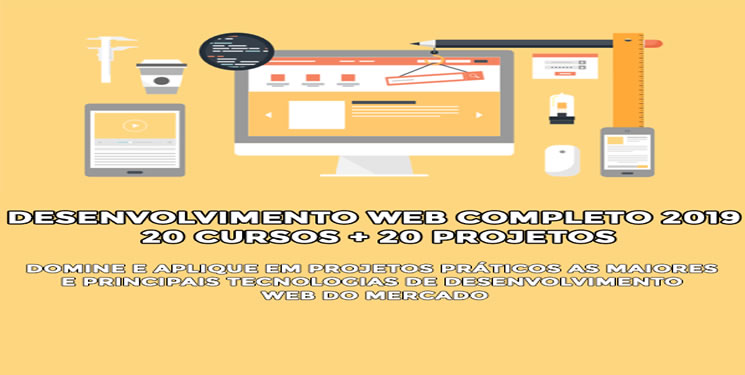 DESENVOLVIMENTO WEB COMPLETO 2019
20 CURSOS + 20 PROJETOS
DOMINE E APLIQUE EM PROJETOS PRÁTICOS AS MAIORES
E PRINCIPAIS TECNOLOGIAS DE DESENVOLVIMENTO
WEB DO MERCADO